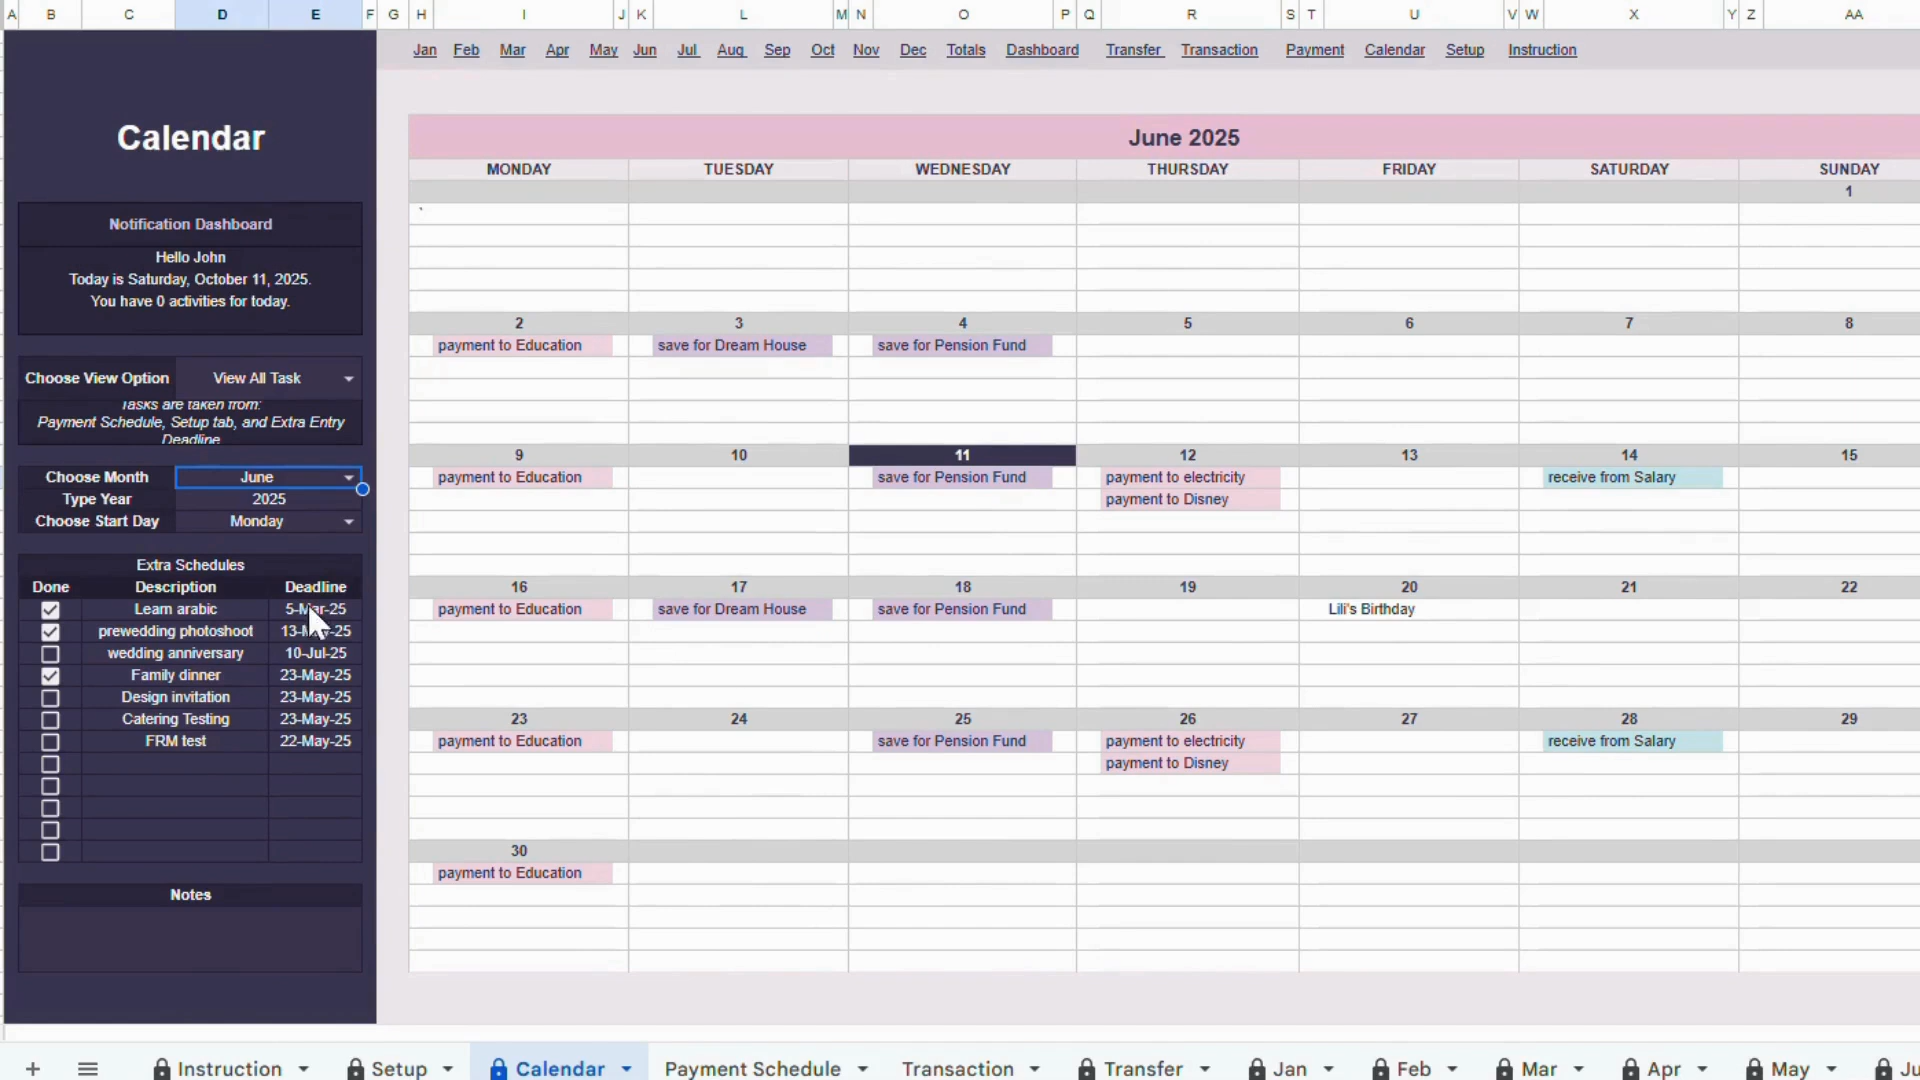 A B C D E F G H I J K L M N O P Q R S T U V W X Y Z AA
Jan Feb Mar Apr May Jun Jul Aug Sep Oct Nov Dec Totals Dashboard Transfer Transaction Payment Calendar Setup Instruction
Calendar
Notification Dashboard
Hello John
Today is Saturday, October 11, 2025.
You have 0 activities for today.
Choose View Option View All Task
Tasks are taken from:
Payment Schedule, Setup tab, and Extra Entry
Deadline
Choose Month June
Type Year 2025
Choose Start Day Monday
Extra Schedules
Done Description Deadline
Learn arabic 5-Mar-25
prewedding photoshoot 13-May-25
wedding anniversary 10-Jul-25
Family dinner 23-May-25
Design invitation 23-May-25
Catering Testing 23-May-25
FRM test 22-May-25
Notes
June 2025
MONDAY TUESDAY WEDNESDAY THURSDAY FRIDAY SATURDAY SUNDAY
1
2 3 4 5 6 7 8
payment to Education save for Dream House save for Pension Fund
9 10 11 12 13 14 15
payment to Education save for Pension Fund payment to electricity receive from Salary
payment to Disney
16 17 18 19 20 21 22
payment to Education save for Dream House save for Pension Fund Lili's Birthday
23 24 25 26 27 28 29
payment to Education save for Pension Fund payment to electricity receive from Salary
payment to Disney
30
payment to Education
Instruction Setup Calendar Payment Schedule Transaction Transfer Jan Feb Mar Apr May